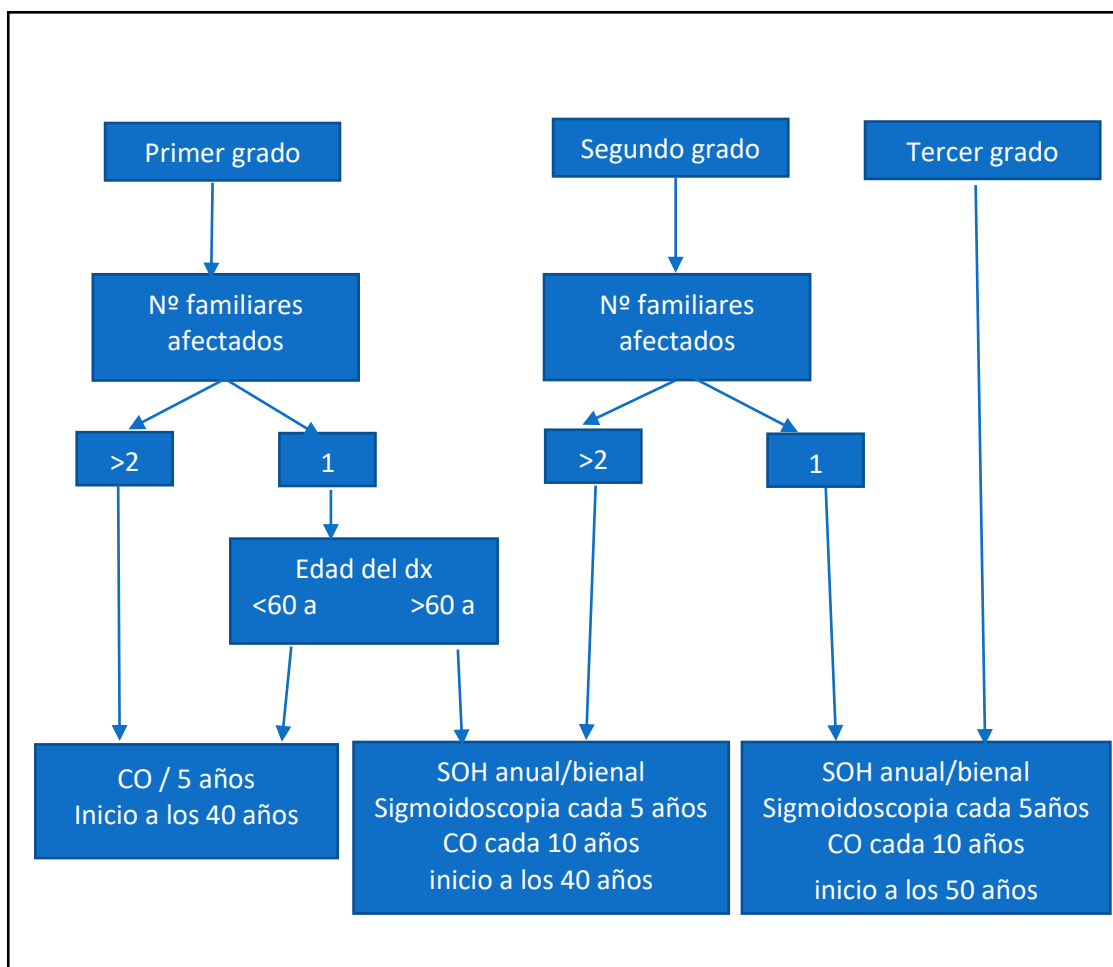 Primer grado
Segundo grado
Tercer grado
Nº familiares
afectados
Nº familiares
afectados
>2
1
>2
1
Edad del dx
<60 a >60 a
CO / 5 años
Inicio a los 40 años
SOH anual/bienal
Sigmoidoscopia cada 5 años
CO cada 10 años
inicio a los 40 años
SOH anual/bienal
Sigmoidoscopia cada 5años
CO cada 10 años
inicio a los 50 años